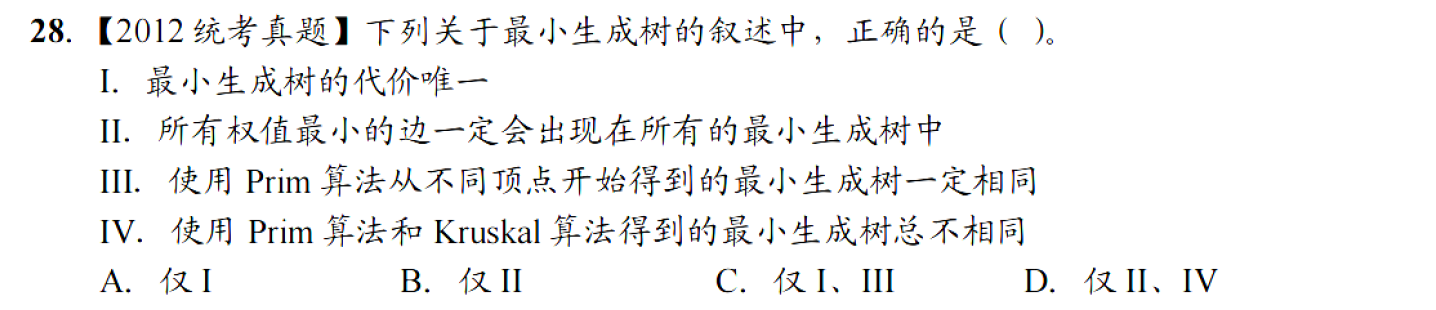 28. 【2012 统考真题】下列关于最小生成树的叙述中，正确的是（ ）。
I. 最小生成树的代价唯一
II. 所有权值最小的边一定会出现在所有的最小生成树中
III. 使用 Prim 算法从不同顶点开始得到的最小生成树一定相同
IV. 使用 Prim 算法和 Kruskal 算法得到的最小生成树总不相同
A. 仅 I B. 仅 II C. 仅 I、III D. 仅 II、IV